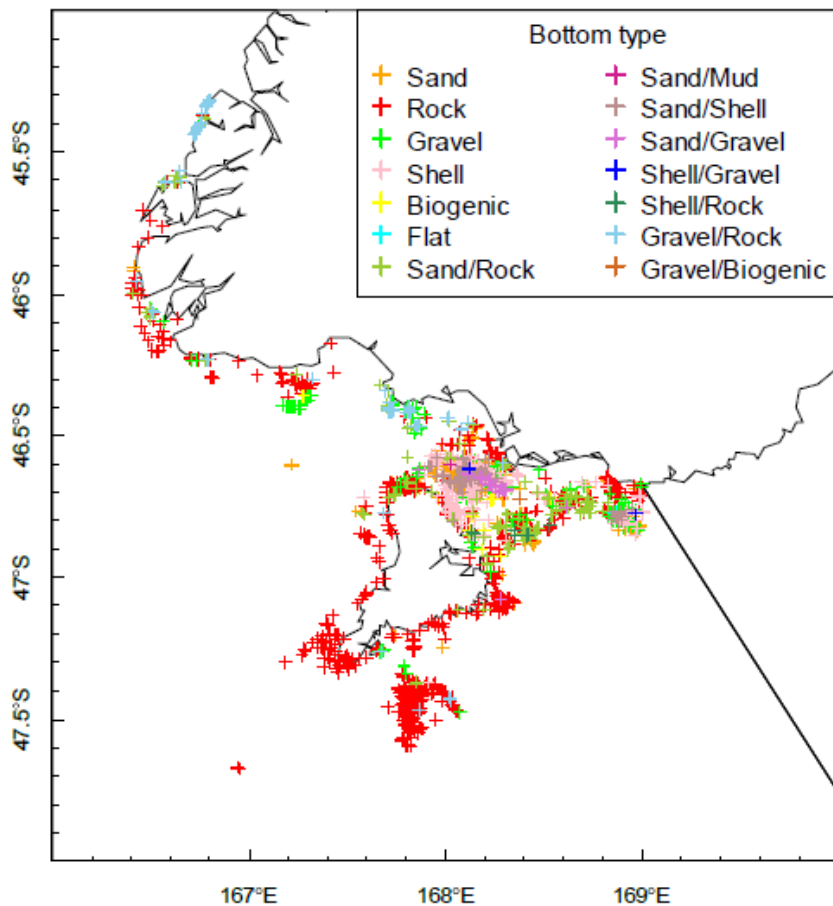 Bottom type
Sand
Rock
Gravel
Shell
Biogenic
Flat
Sand/Rock
Sand/Mud
Sand/Shell
Sand/Gravel
Shell/Gravel
Shell/Rock
Gravel/Rock
Gravel/Biogenic
45.5°S
46°S
46.5°S
47°S
47.5°S
167°E
168°E
169°E